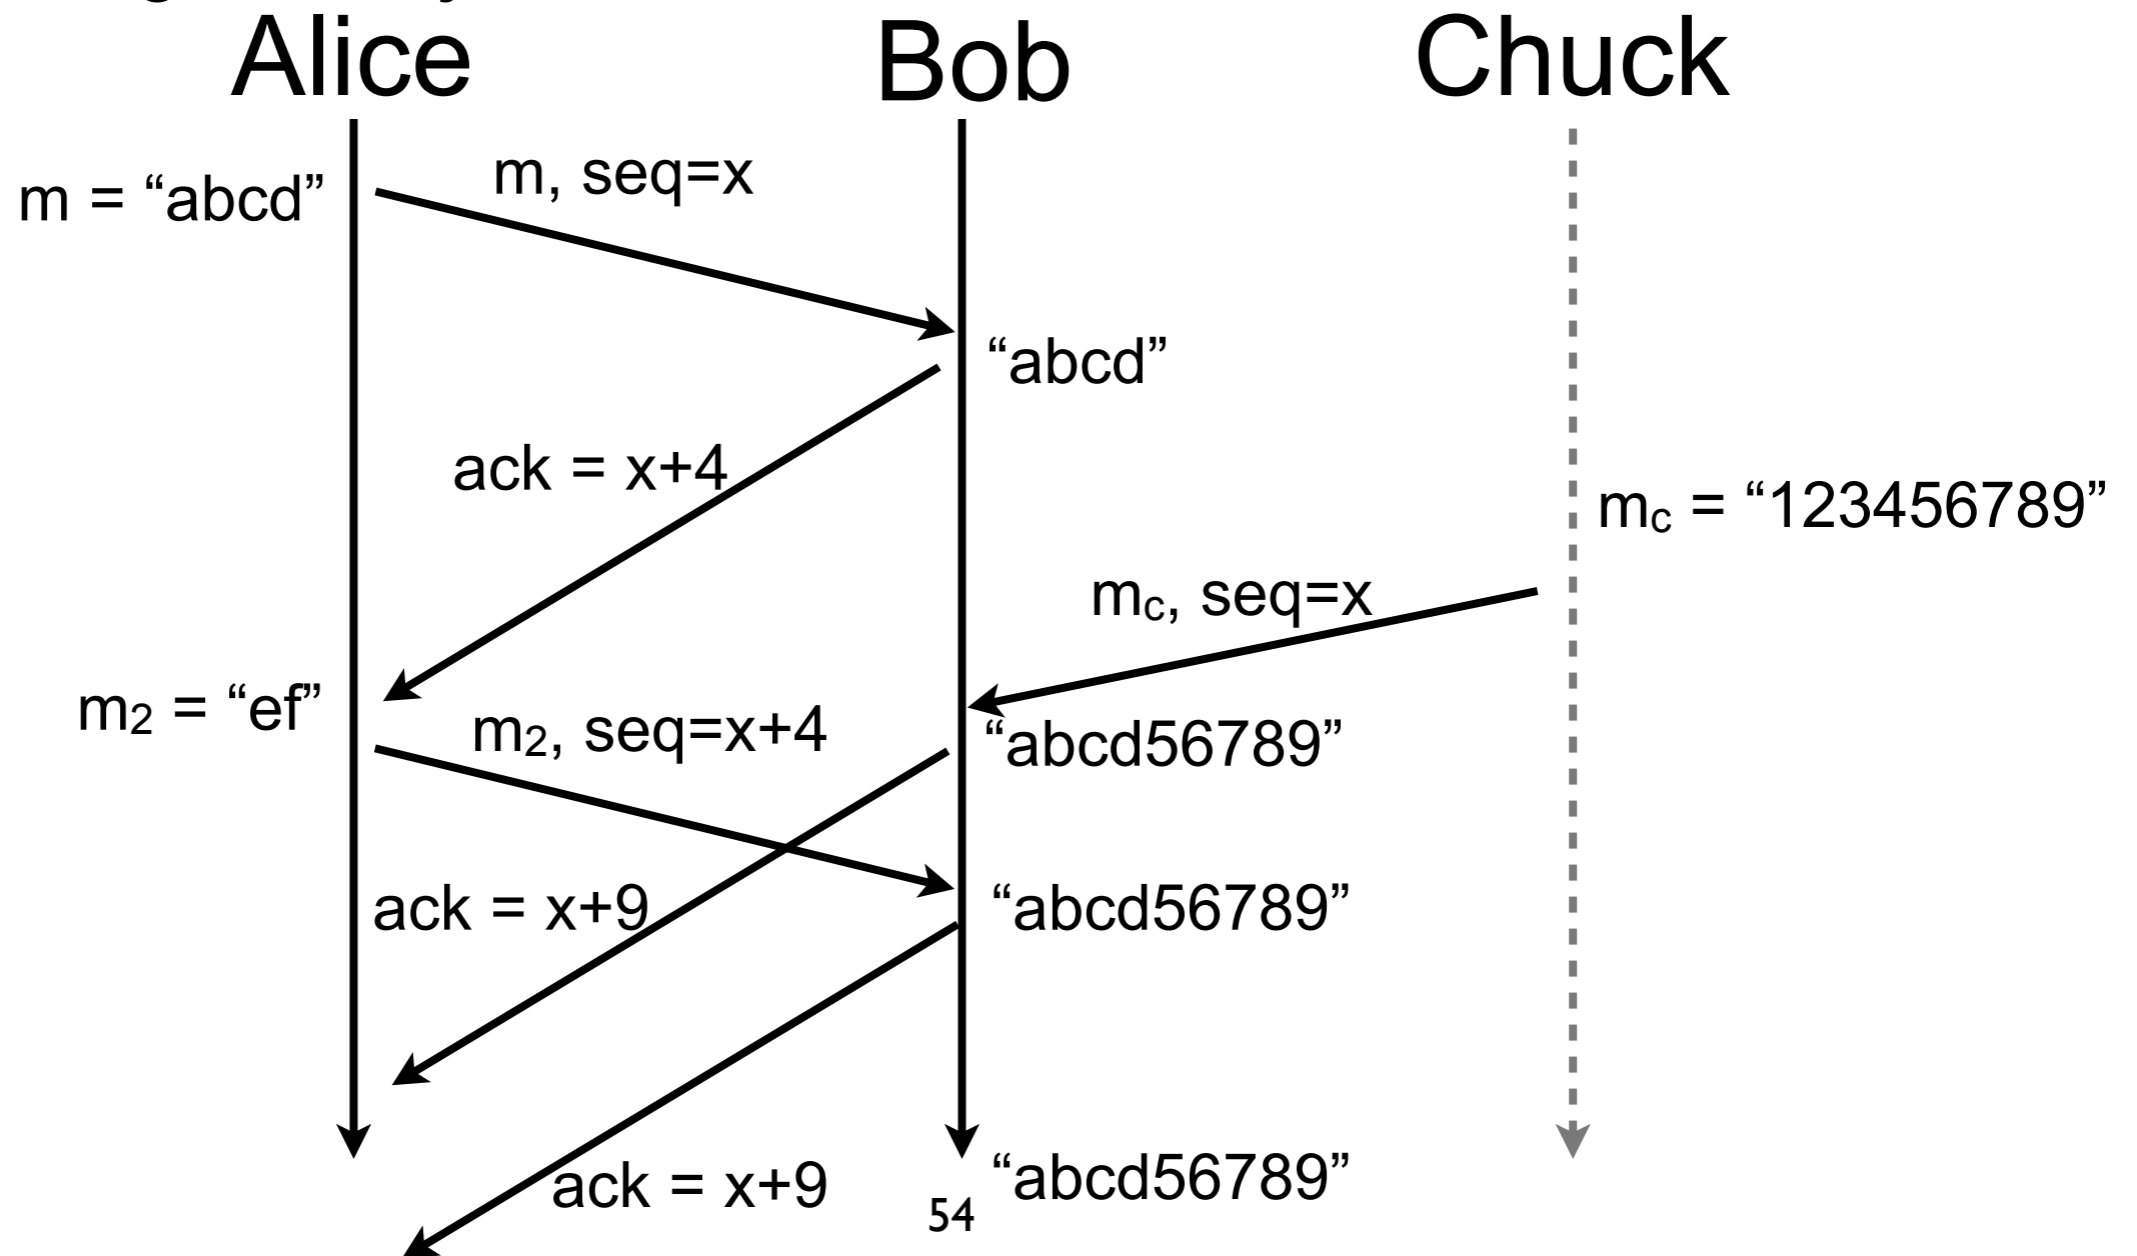 Alice Bob Chuck
m = “abcd” m, seq=x
“abcd”
ack = x+4
mc = “123456789”
mc, seq=x
m2 = “ef” m2, seq=x+4 “abcd56789”
ack = x+9 “abcd56789”
ack = x+9 “abcd56789”
54